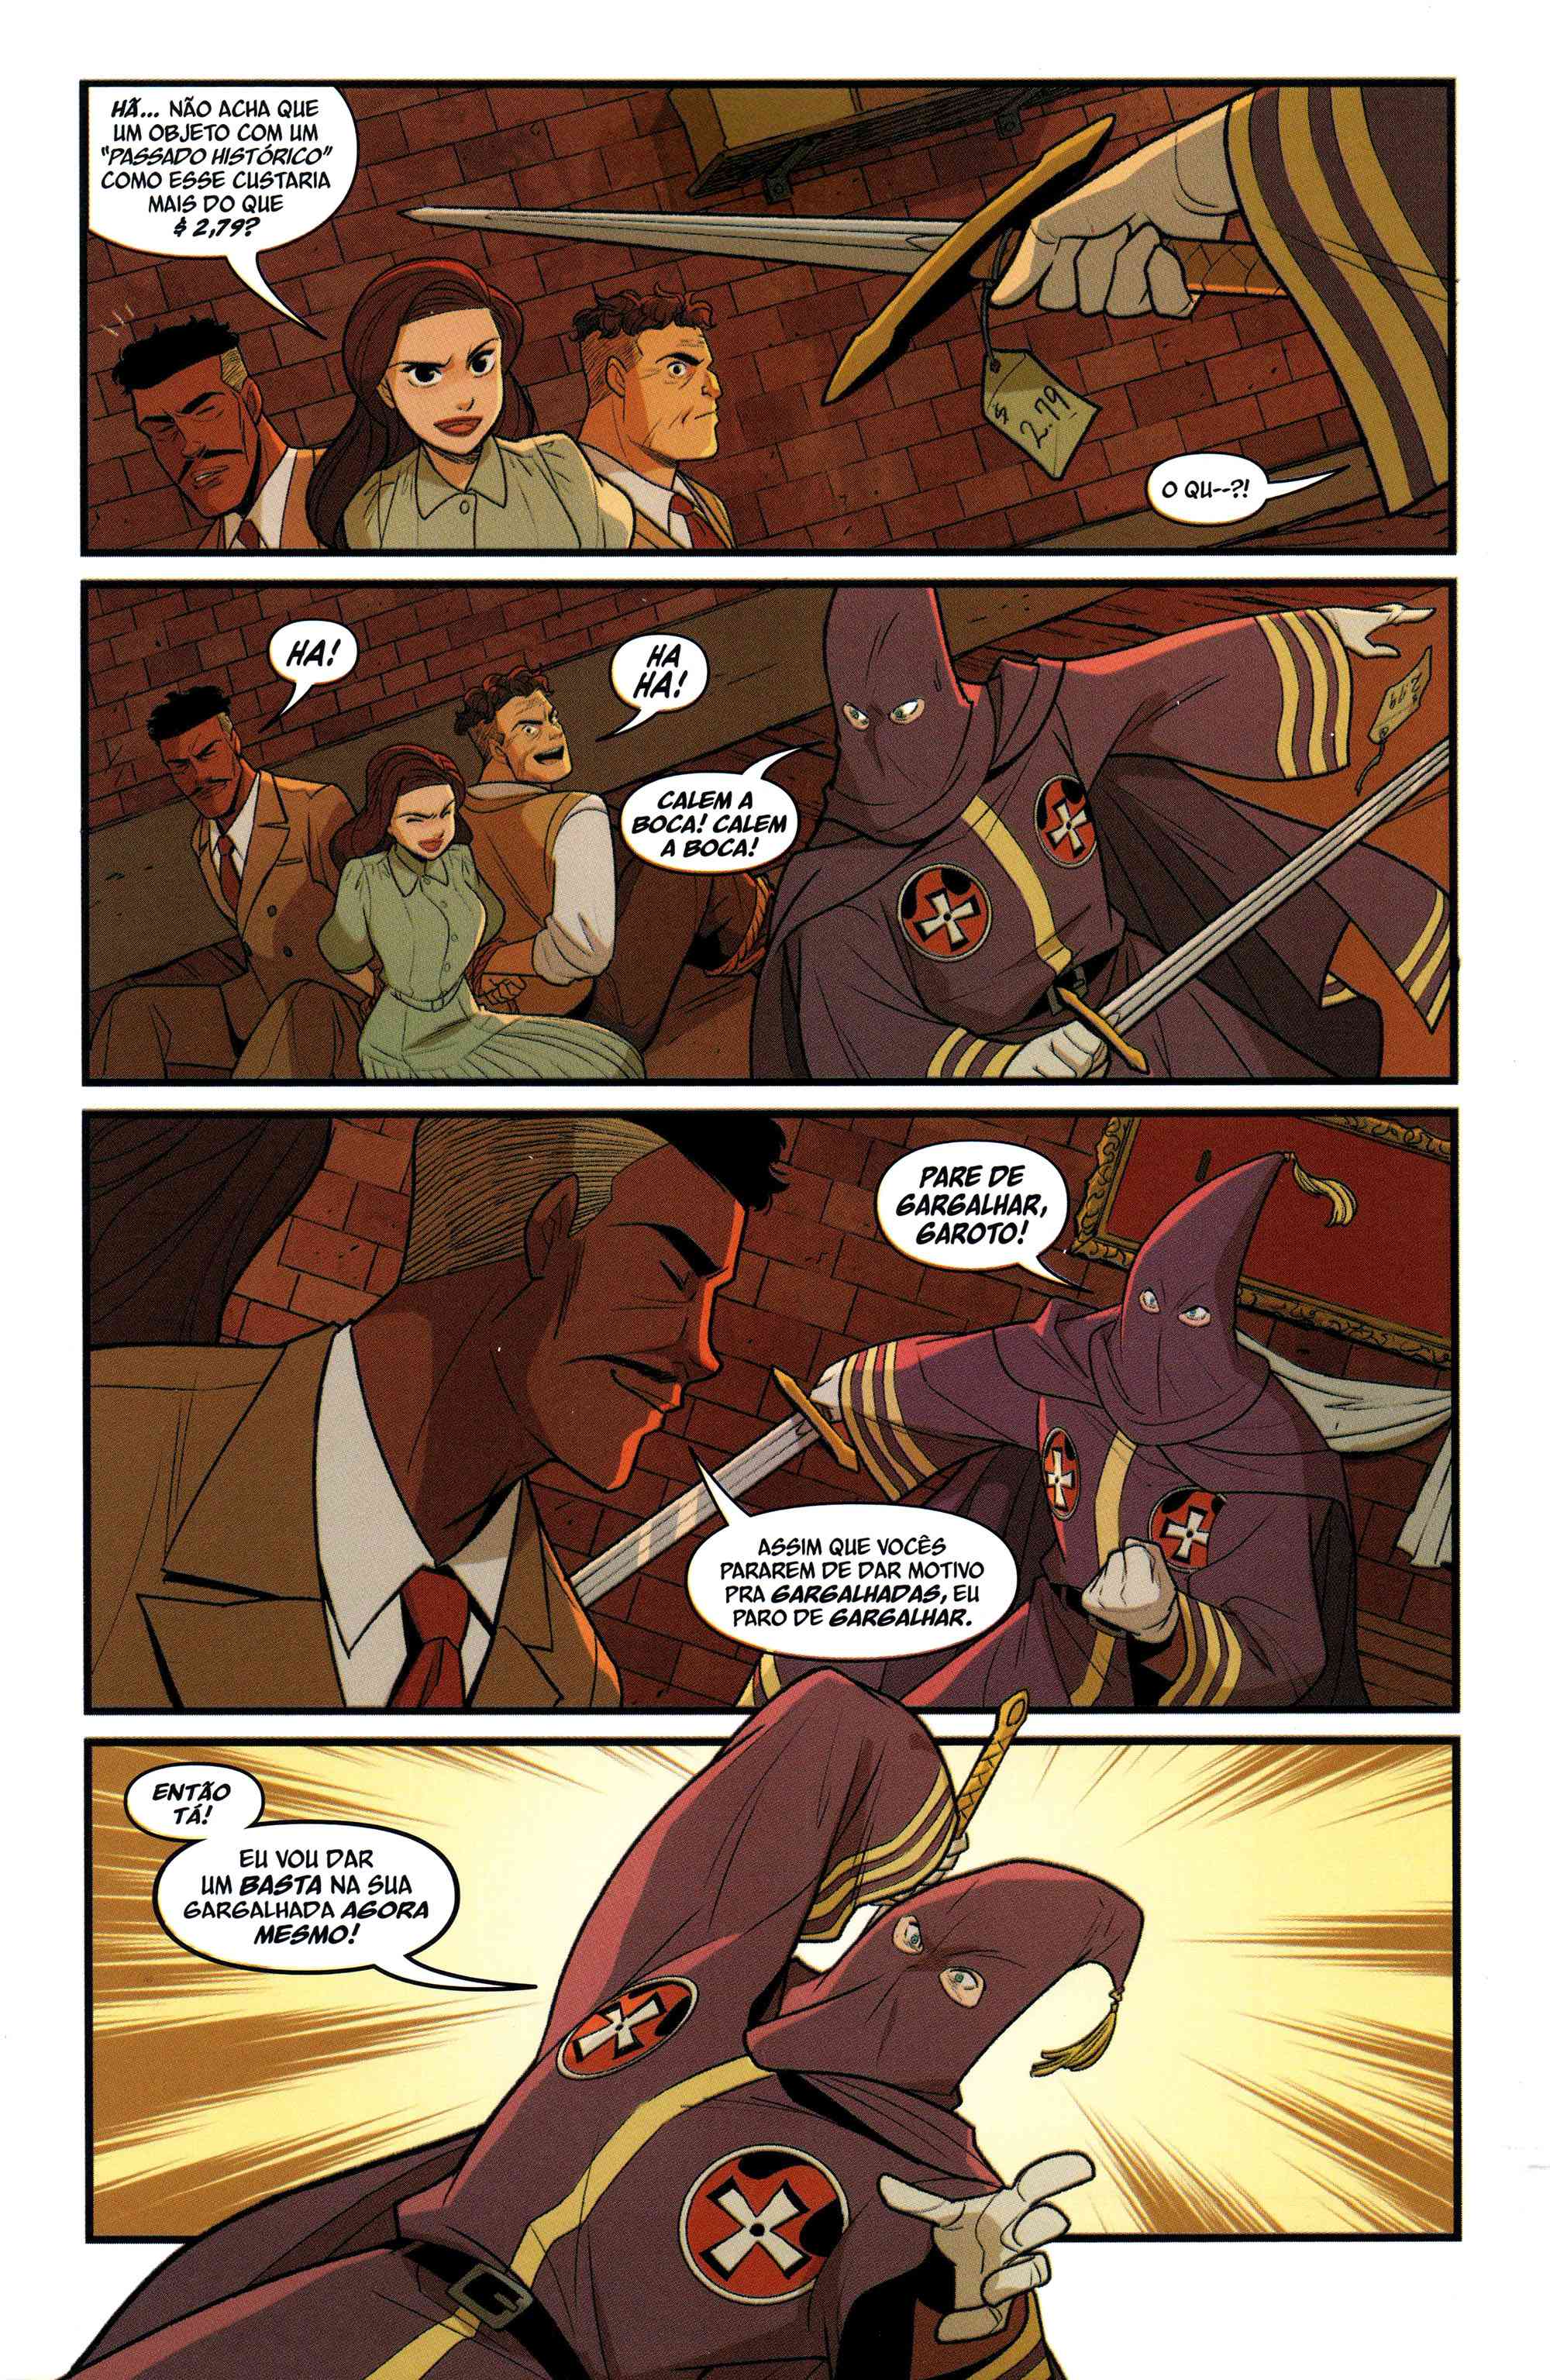 HÃ... NÃO ACHA QUE
UM OBJETO COM UM
"PASSADO HISTÓRICO"
COMO ESSE CUSTARIA
MAIS DO QUE
$ 2,79?
$ 2.79
O QU--?!
HA!
HA
HA!
CALEM A
BOCA! CALEM
A BOCA!
$ 2.79
PARE DE
GARGALHAR,
GAROTO!
ASSIM QUE VOCÊS
PARAREM DE DAR MOTIVO
PRA GARGALHADAS, EU
PARO DE GARGALHAR.
ENTÃO
TÁ!
EU VOU DAR
UM BASTA NA SUA
GARGALHADA AGORA
MESMO!